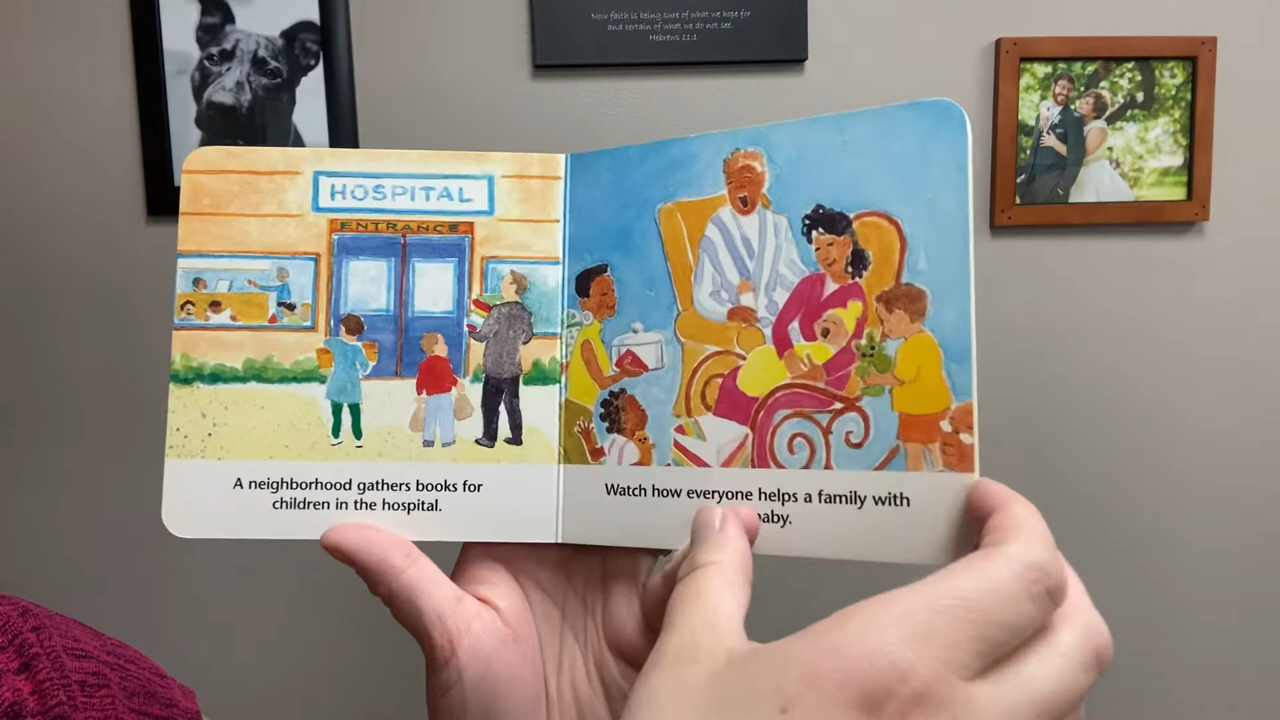 Now faith is being sure of what we hope for
and certain of what we do not see.
Hebrews 11:1
HOSPITAL
ENTRANCE
A neighborhood gathers books for
children in the hospital.
Watch how everyone helps a family with
baby.